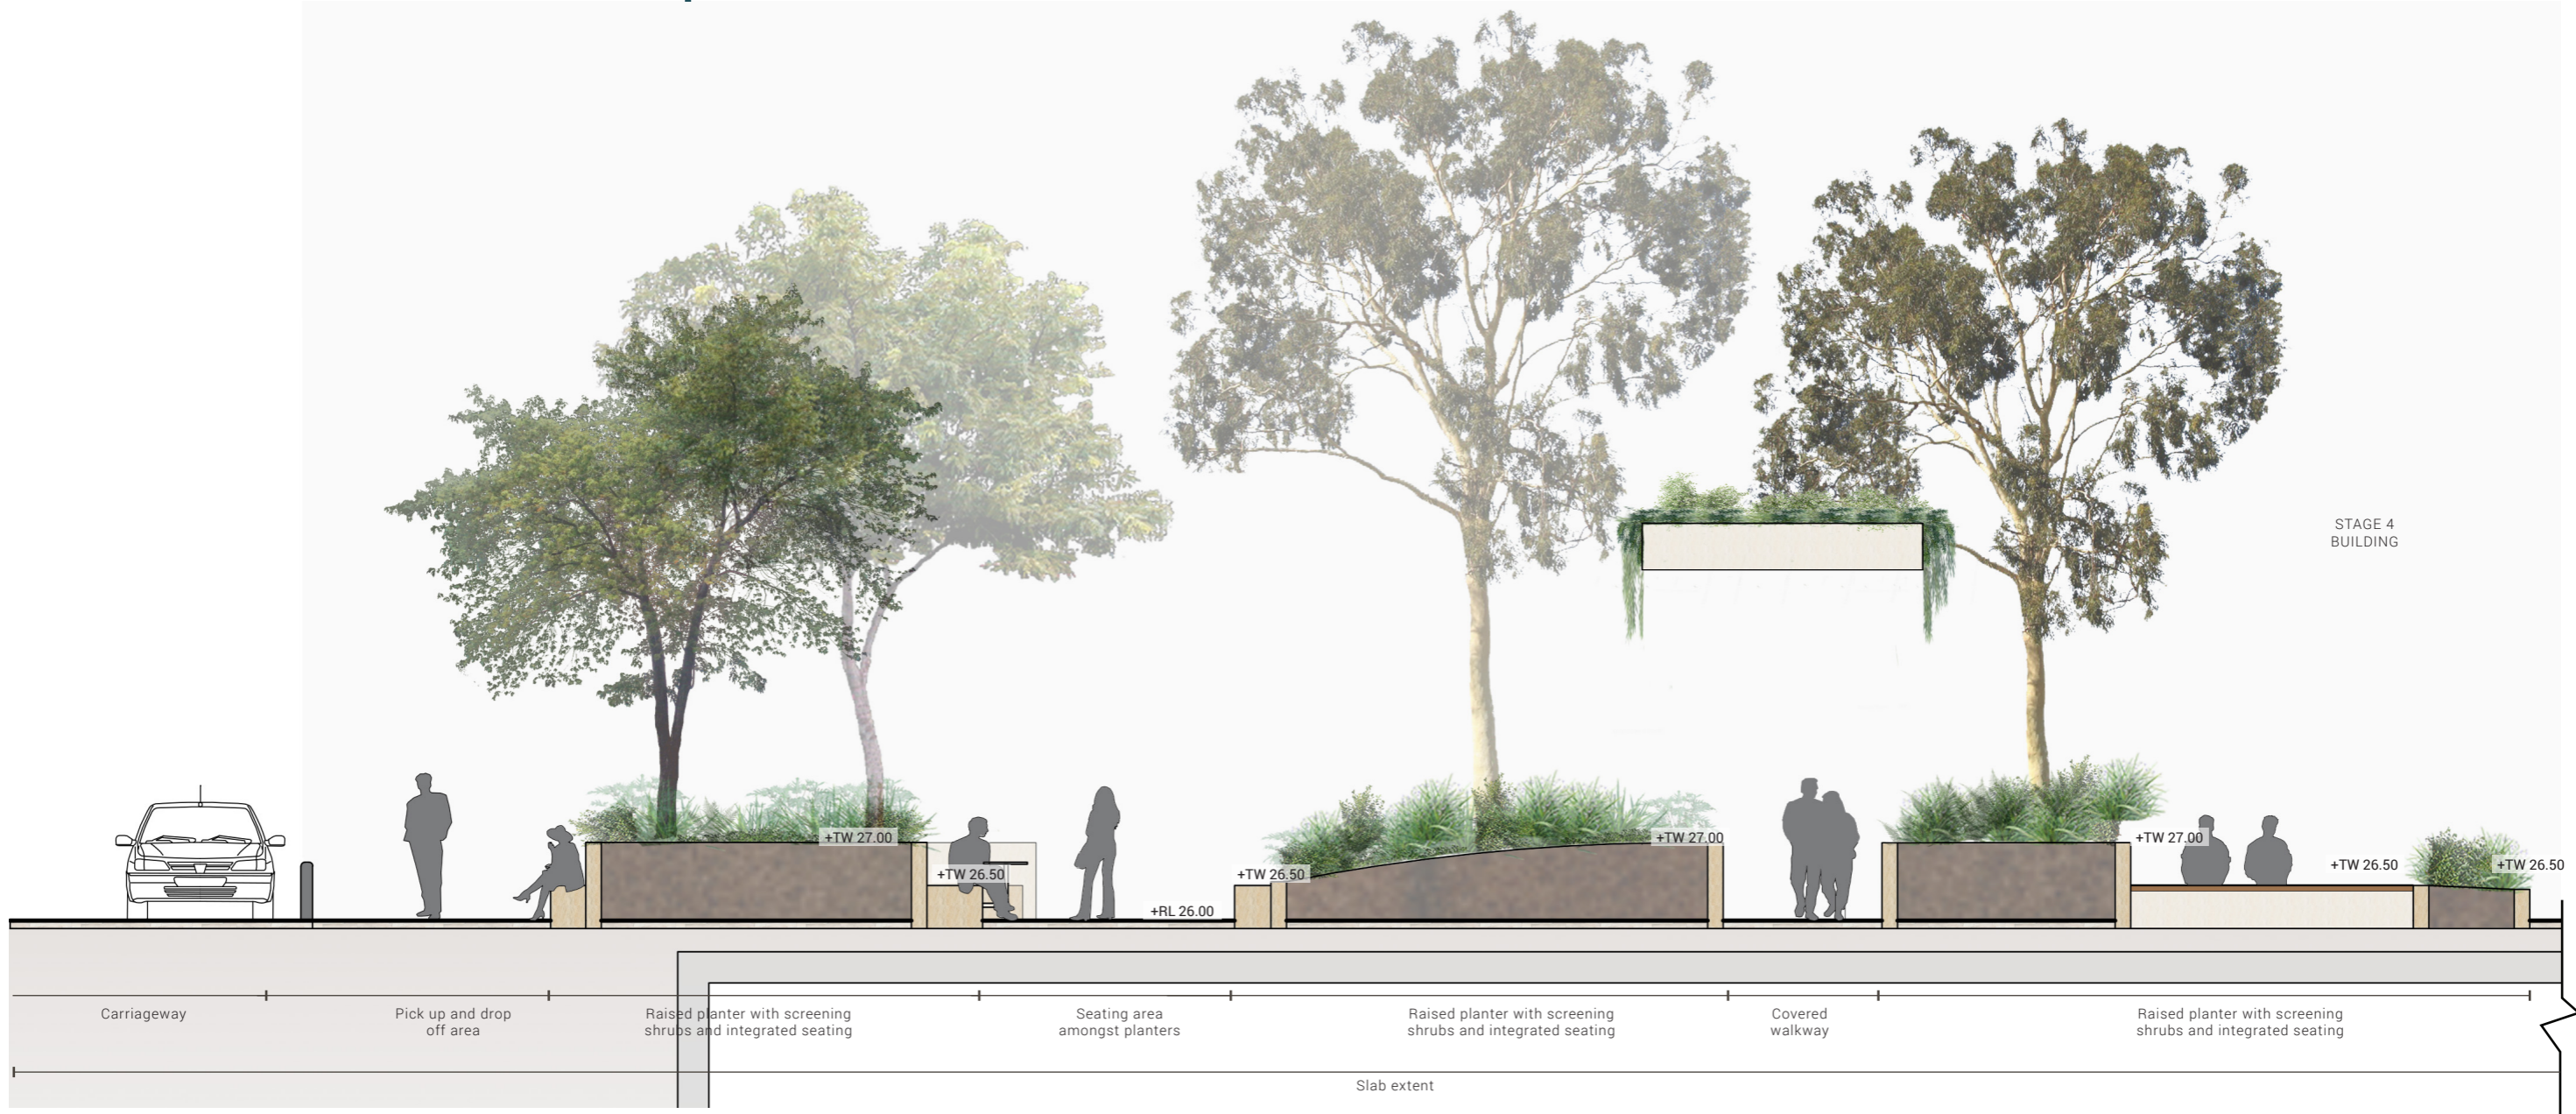 STAGE 4
BUILDING
+TW 27.00
+TW 27.00
+TW 27.00
+TW 26.50
+TW 26.50
+TW 26.50
+TW 26.50
+RL 26.00
Carriageway
Pick up and drop
off area
Raised planter with screening
shrubs and integrated seating
Seating area
amongst planters
Raised planter with screening
shrubs and integrated seating
Covered
walkway
Raised planter with screening
shrubs and integrated seating
Slab extent